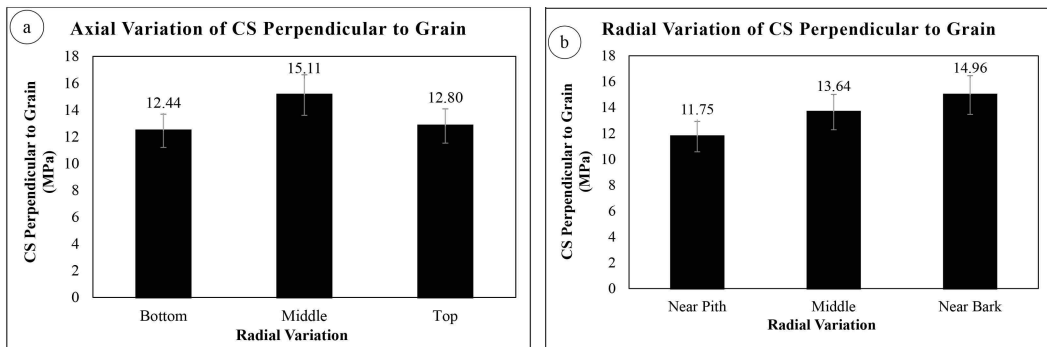 a
Axial Variation of CS Perpendicular to Grain
CS Perpendicular to Grain
(MPa)
18
16
14
12
10
8
6
4
2
0
12.44
15.11
12.80
Bottom Middle Top
Radial Variation
b
Radial Variation of CS Perpendicular to Grain
CS Perpendicular to Grain
(MPa)
18
16
14
12
10
8
6
4
2
0
11.75
13.64
14.96
Near Pith Middle Near Bark
Radial Variation